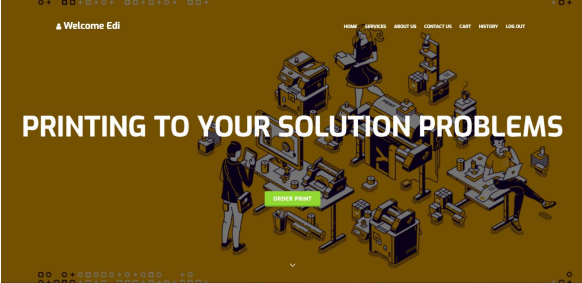 Welcome Edi
HOME SERVICES ABOUT US CONTACT US CART HISTORY LOG OUT
PRINTING TO YOUR SOLUTION PROBLEMS
ORDER PRINT